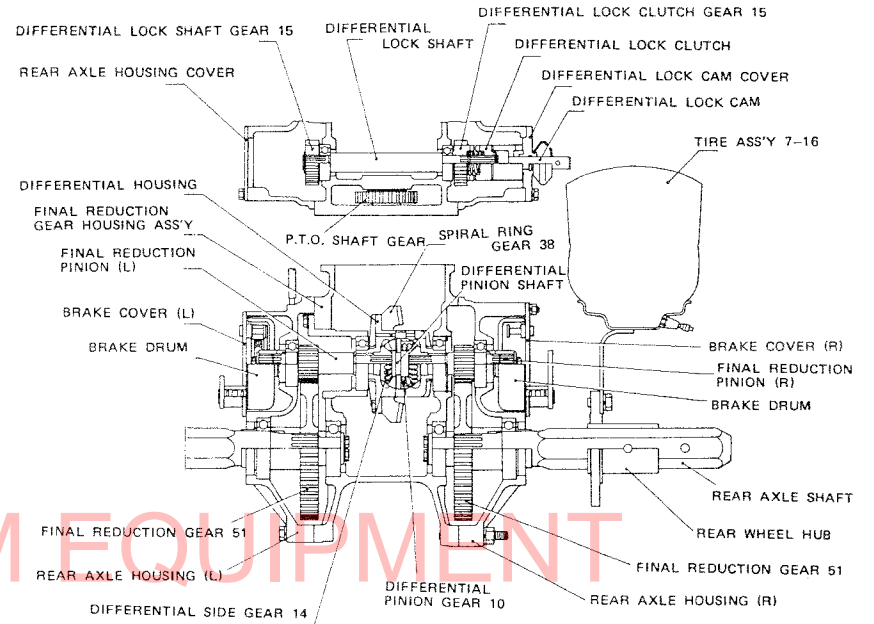 DIFFERENTIAL LOCK SHAFT GEAR 15
DIFFERENTIAL
LOCK SHAFT
DIFFERENTIAL LOCK CLUTCH GEAR 15
DIFFERENTIAL LOCK CLUTCH
REAR AXLE HOUSING COVER
DIFFERENTIAL LOCK CAM COVER
DIFFERENTIAL LOCK CAM
TIRE ASS'Y 7-16
DIFFERENTIAL HOUSING
FINAL REDUCTION
GEAR HOUSING ASS'Y
P.T.O. SHAFT GEAR
SPIRAL RING
GEAR 38
FINAL REDUCTION
PINION (L)
DIFFERENTIAL
PINION SHAFT
BRAKE COVER (L)
BRAKE DRUM
BRAKE COVER (R)
FINAL REDUCTION
PINION (R)
BRAKE DRUM
REAR AXLE SHAFT
FINAL REDUCTION GEAR 51
REAR WHEEL HUB
M EQUIPMENT
REAR AXLE HOUSING (L)
FINAL REDUCTION GEAR 51
DIFFERENTIAL
PINION GEAR 10
REAR AXLE HOUSING (R)
DIFFERENTIAL SIDE GEAR 14